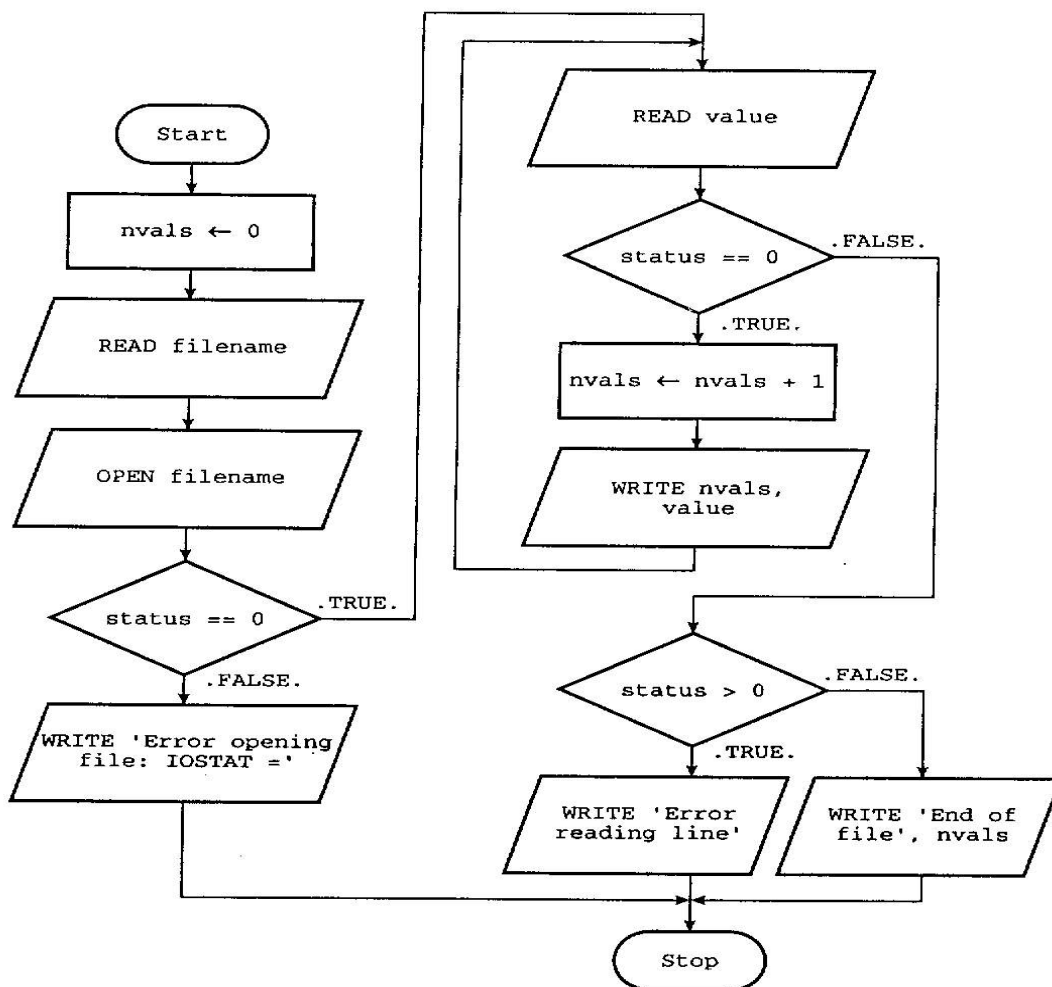 Start
nvals ← 0
READ filename
OPEN filename
status == 0
.TRUE.
.FALSE.
WRITE 'Error opening
file: IOSTAT ='
READ value
status == 0
.FALSE.
.TRUE.
nvals ← nvals + 1
WRITE nvals,
value
status > 0
.FALSE.
.TRUE.
WRITE 'Error
reading line'
WRITE 'End of
file', nvals
Stop